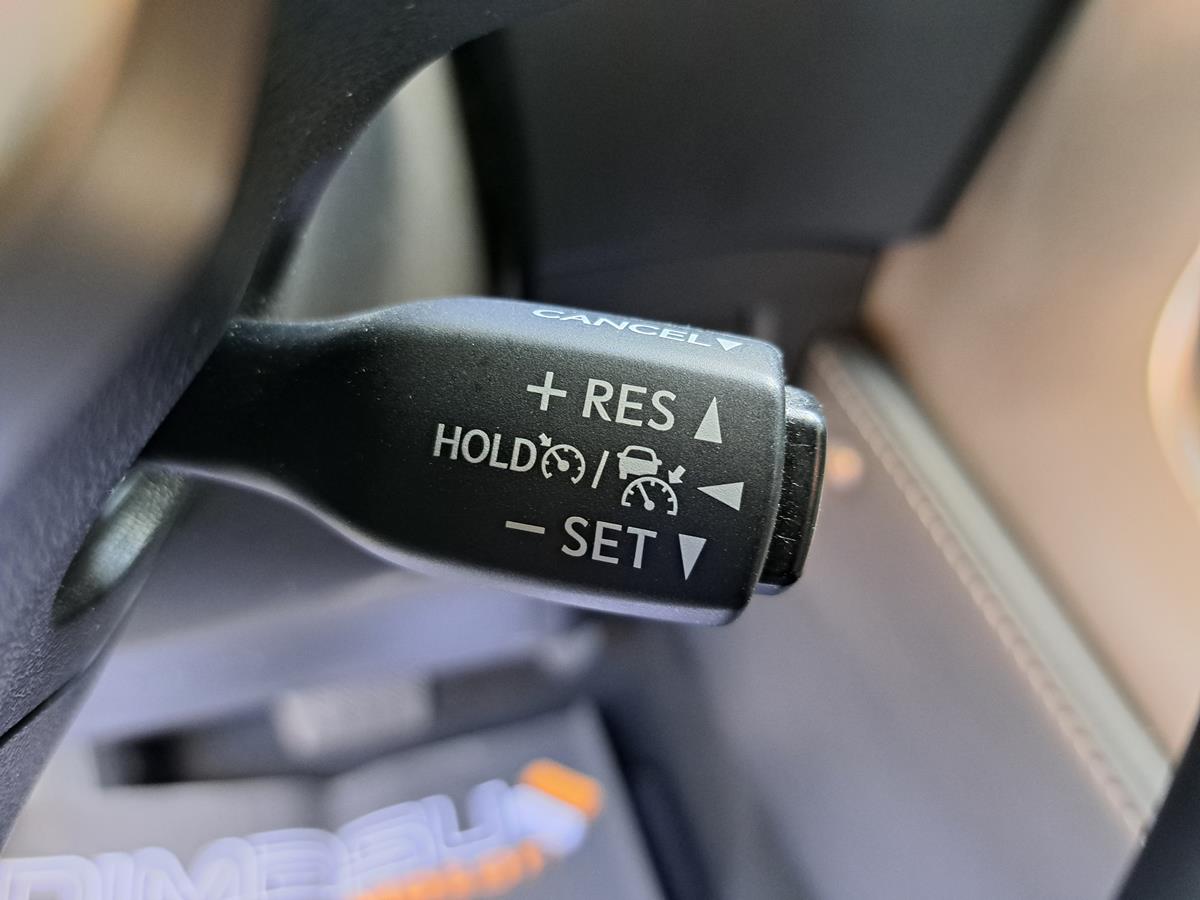 CANCEL
+ RES
HOLD /
− SET